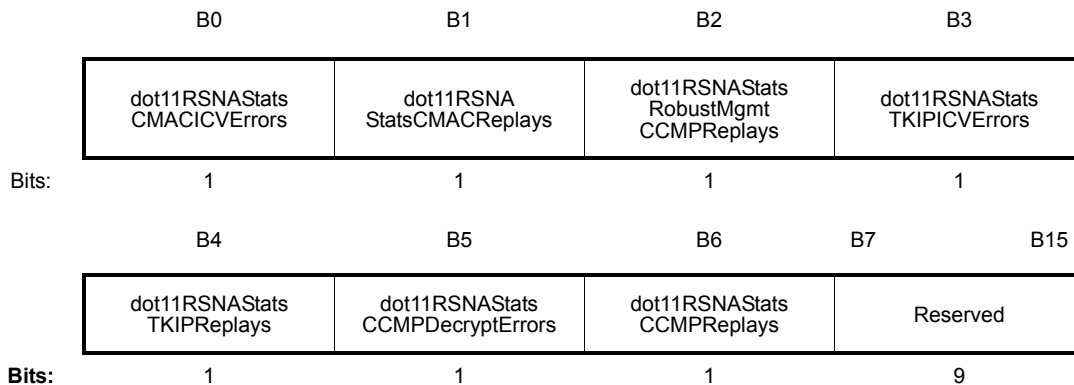 B0 B1 B2 B3
dot11RSNAStats dot11RSNA dot11RSNAStats dot11RSNAStats
CMACICVErrors StatsCMACReplays RobustMgmt TKIPICVErrors
CCMPReplays
Bits: 1 1 1 1
B4 B5 B6 B7 B15
dot11RSNAStats dot11RSNAStats dot11RSNAStats Reserved
TKIPReplays CCMPDecryptErrors CCMPReplays
Bits: 1 1 1 9